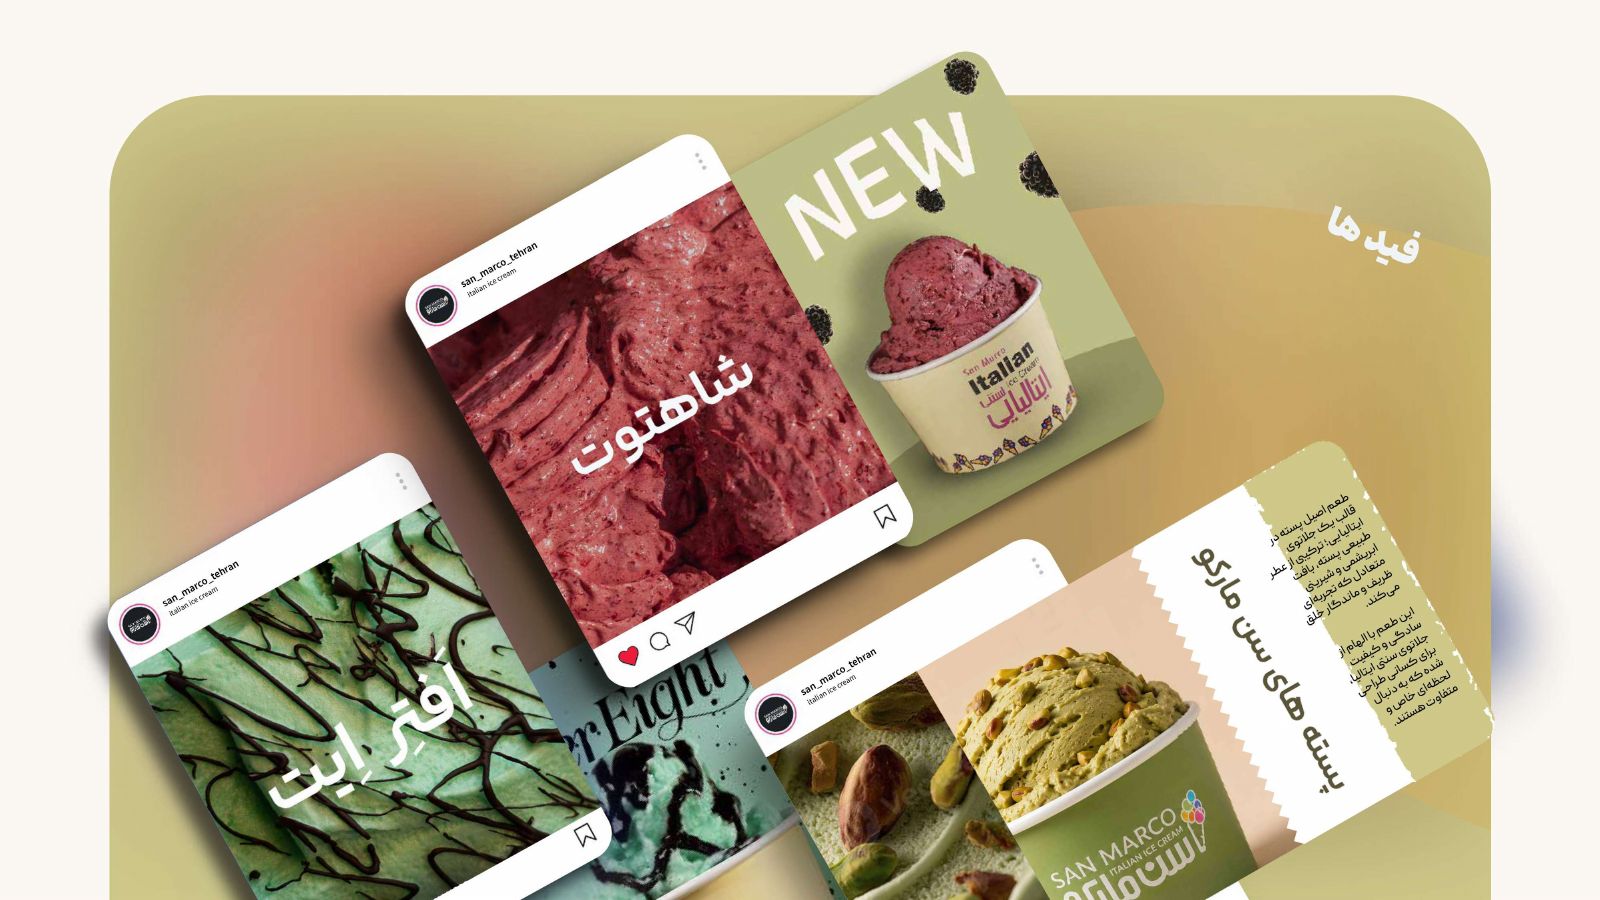 فید ها
NEW
san_marco_tehran
italian ice cream
شاهتوت
San Marco
Italian
ice Cream
بستنی
ایتالیایی
san_marco_tehran
italian ice cream
اَفتِر اِیت
er Eight
san_marco_tehran
italian ice cream
SAN MARCO
ITALIAN ICE CREAM
پسته های سن مارکو
طعم اصیل پسته در
قالب یک جلاتوی
ایتالیایی؛ ترکیبی از عطر
طبیعی پسته، بافت
ابریشمی و شیرینی
متعادل که تجربه‌ای
ظریف و ماندگار خلق
می‌کند.
این طعم با الهام از
سادگی و کیفیت
جلاتوی سنتی ایتالیا
برای کسانی طراحی
شده که به دنبال
لحظه‌ای خاص و
متفاوت هستند.